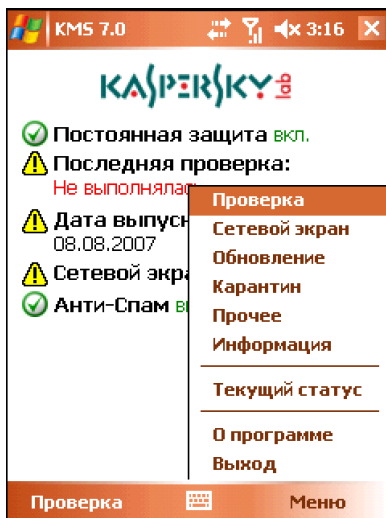 KMS 7.0 3:16
KASPERSKY lab
Постоянная защита вкл.
Последняя проверка:
Не выполнялась
Дата выпуск
08.08.2007
Сетевой экра
Анти-Спам в
Проверка
Сетевой экран
Обновление
Карантин
Прочее
Информация
Текущий статус
О программе
Выход
Проверка Меню